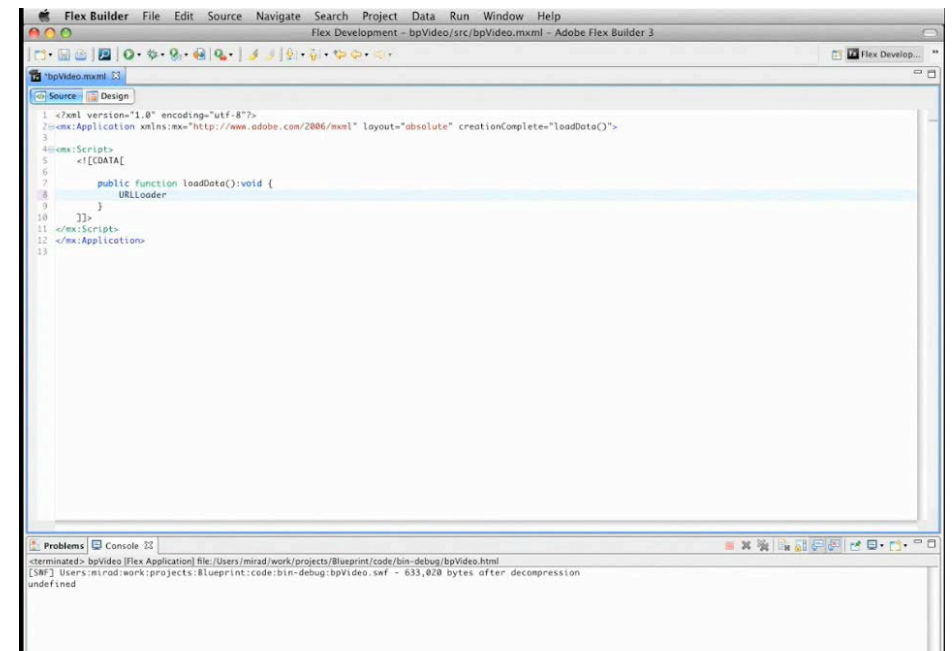 Flex Builder File Edit Source Navigate Search Project Data Run Window Help
Flex Development - bpVideo/src/bpVideo.mxml - Adobe Flex Builder 3
Flex Develop... »
*bpVideo.mxml
Source Design
1 <?xml version="1.0" encoding="utf-8"?>
2 <mx:Application xmlns:mx="http://www.adobe.com/2006/mxml" layout="absolute" creationComplete="loadData()">
3
4 <mx:Script>
5 <![CDATA[
6
7 public function loadData():void {
8 URLLoader
9 }
10 ]]>
11 </mx:Script>
12 </mx:Application>
13
Problems Console
<terminated> bpVideo [Flex Application] file:/Users/mirad/work/projects/Blueprint/code/bin-debug/bpVideo.html
[SWF] Users:mirad:work:projects:Blueprint:code:bin-debug:bpVideo.swf - 633,020 bytes after decompression
undefined